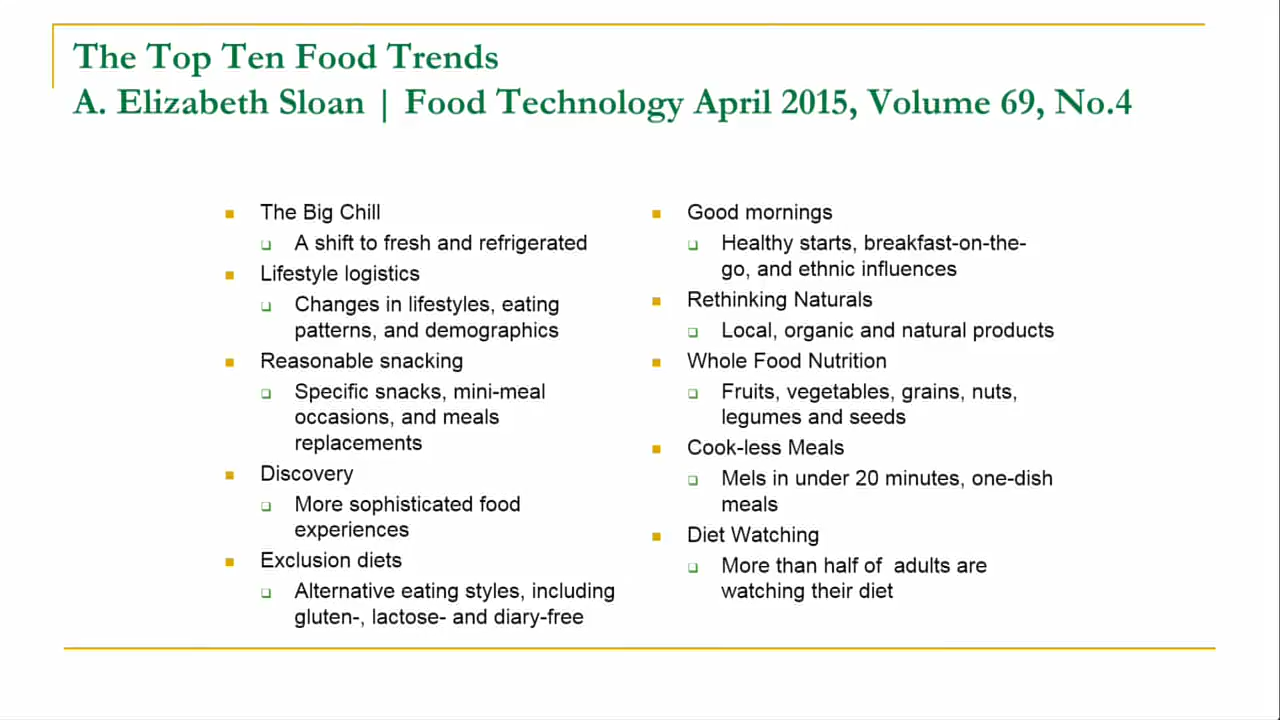 The Top Ten Food Trends
A. Elizabeth Sloan | Food Technology April 2015, Volume 69, No.4
The Big Chill
A shift to fresh and refrigerated
Lifestyle logistics
Changes in lifestyles, eating
patterns, and demographics
Reasonable snacking
Specific snacks, mini-meal
occasions, and meals
replacements
Discovery
More sophisticated food
experiences
Exclusion diets
Alternative eating styles, including
gluten-, lactose- and diary-free
Good mornings
Healthy starts, breakfast-on-the-
go, and ethnic influences
Rethinking Naturals
Local, organic and natural products
Whole Food Nutrition
Fruits, vegetables, grains, nuts,
legumes and seeds
Cook-less Meals
Mels in under 20 minutes, one-dish
meals
Diet Watching
More than half of  adults are
watching their diet